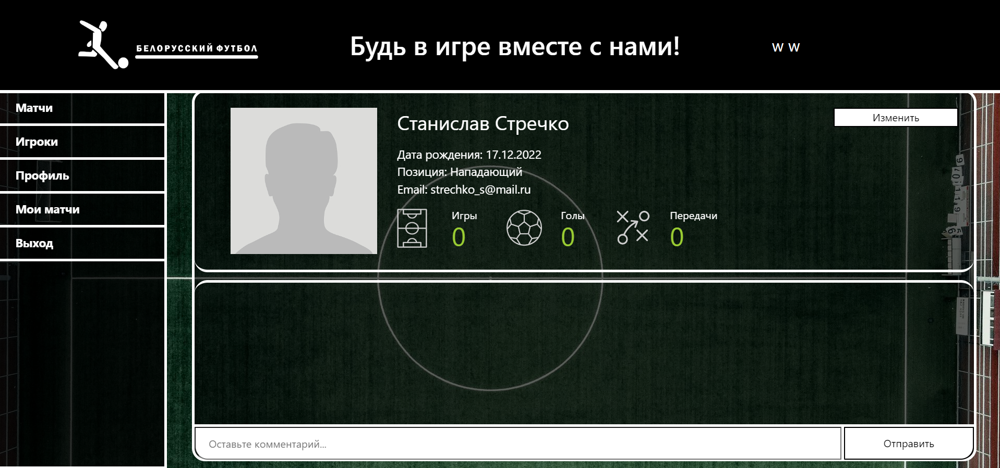 БЕЛОРУССКИЙ ФУТБОЛ
Будь в игре вместе с нами!
w w
Матчи
Игроки
Профиль
Мои матчи
Выход
Станислав Стречко
Изменить
Дата рождения: 17.12.2022
Позиция: Нападающий
Email: strechko_s@mail.ru
Игры
0
Голы
0
Передачи
0
Оставьте комментарий...
Отправить